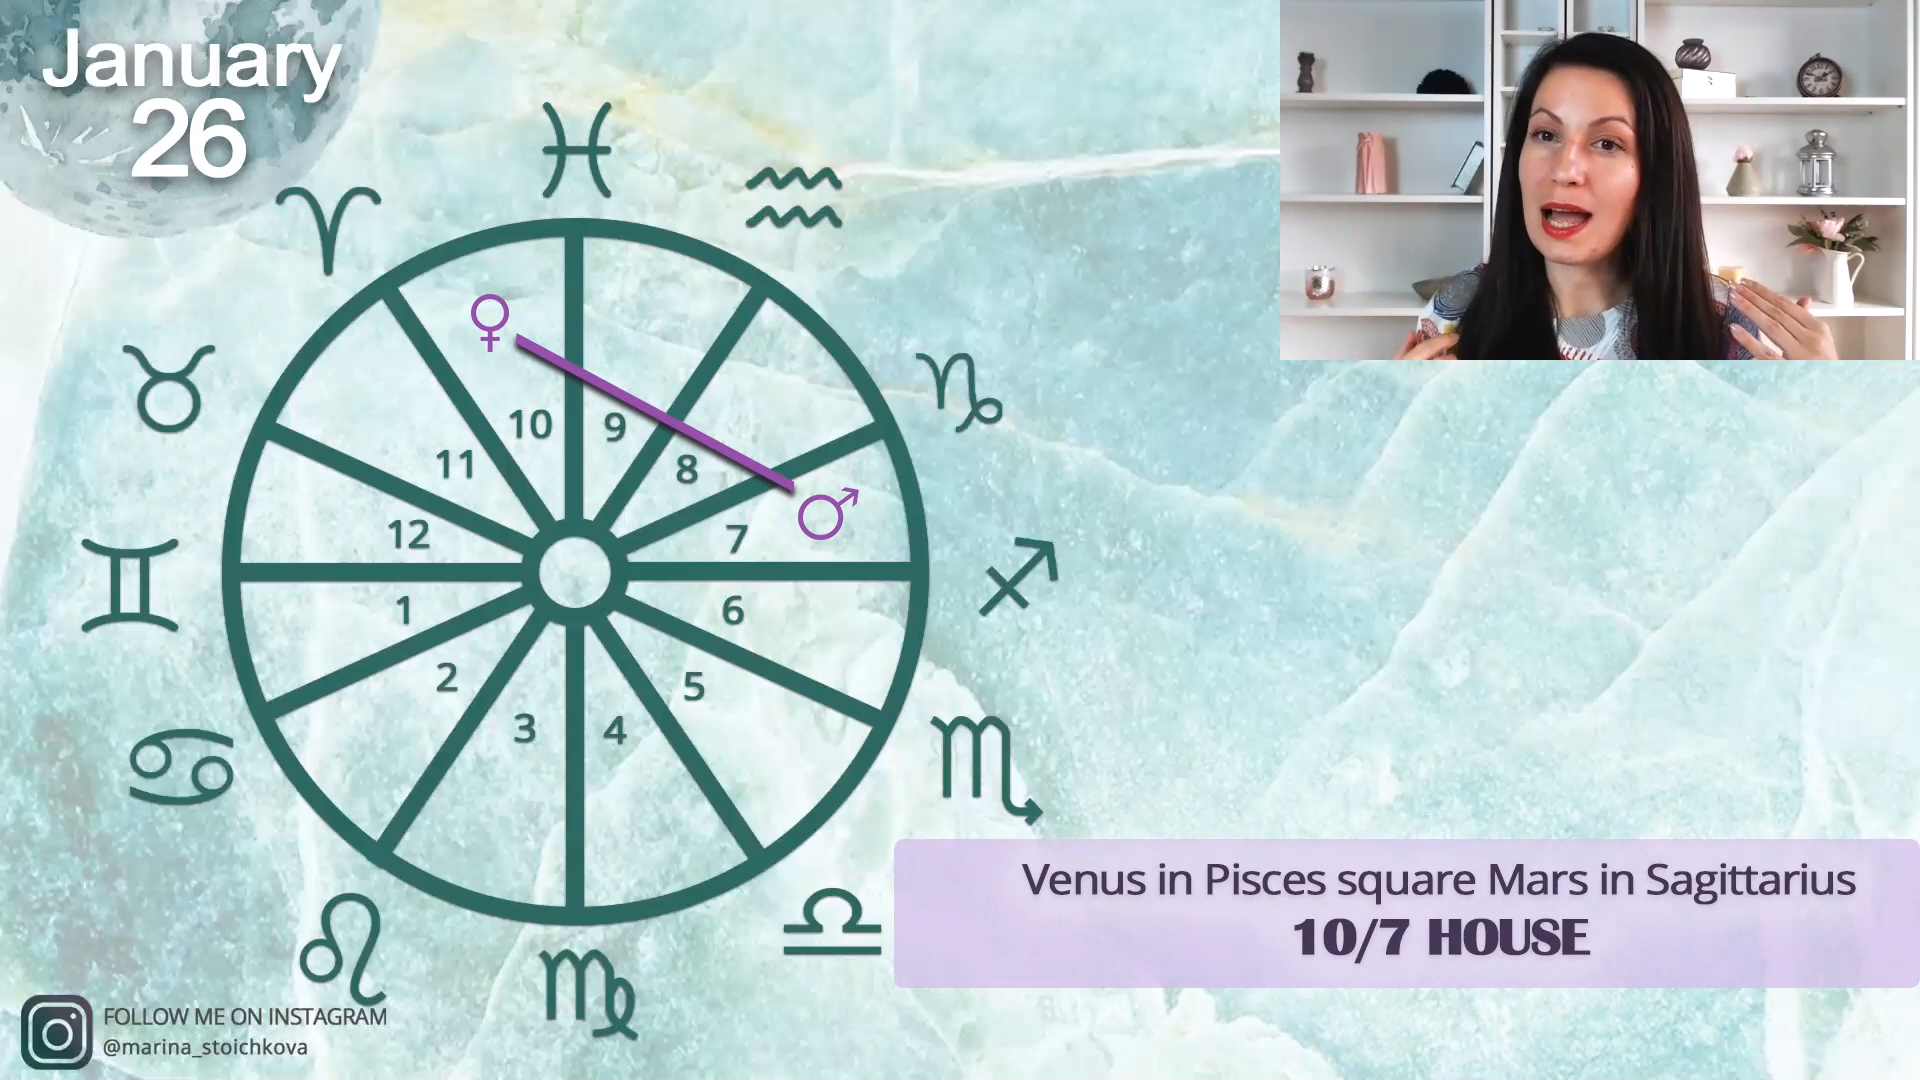 January
26
10
9
11
8
12
7
1
6
2
5
3
4
Venus in Pisces square Mars in Sagittarius
10/7 HOUSE
FOLLOW ME ON INSTAGRAM
@marina_stoichkova